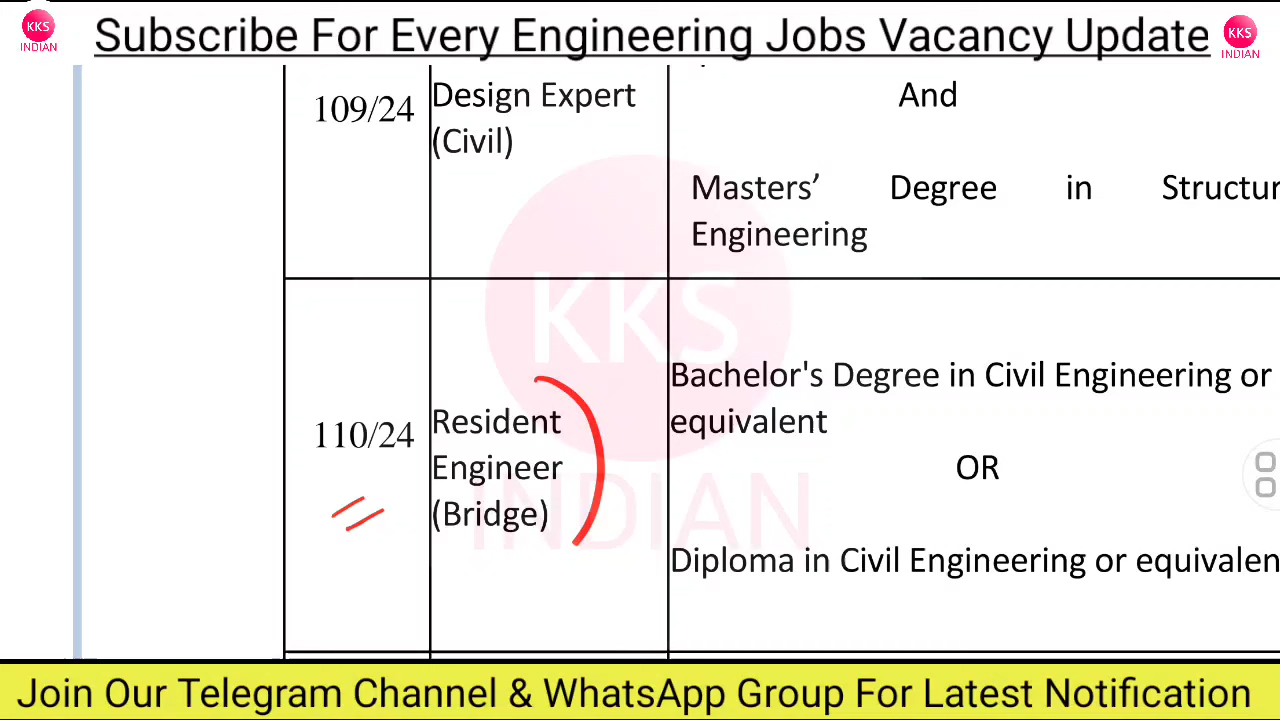 KKS
INDIAN
Subscribe For Every Engineering Jobs Vacancy Update
KKS
INDIAN
109/24
Design Expert
(Civil)
And
Masters’ Degree in Structur
Engineering
KKS
INDIAN
110/24
Resident
Engineer
(Bridge)
Bachelor's Degree in Civil Engineering or
equivalent
OR
Diploma in Civil Engineering or equivalen
Join Our Telegram Channel & WhatsApp Group For Latest Notification